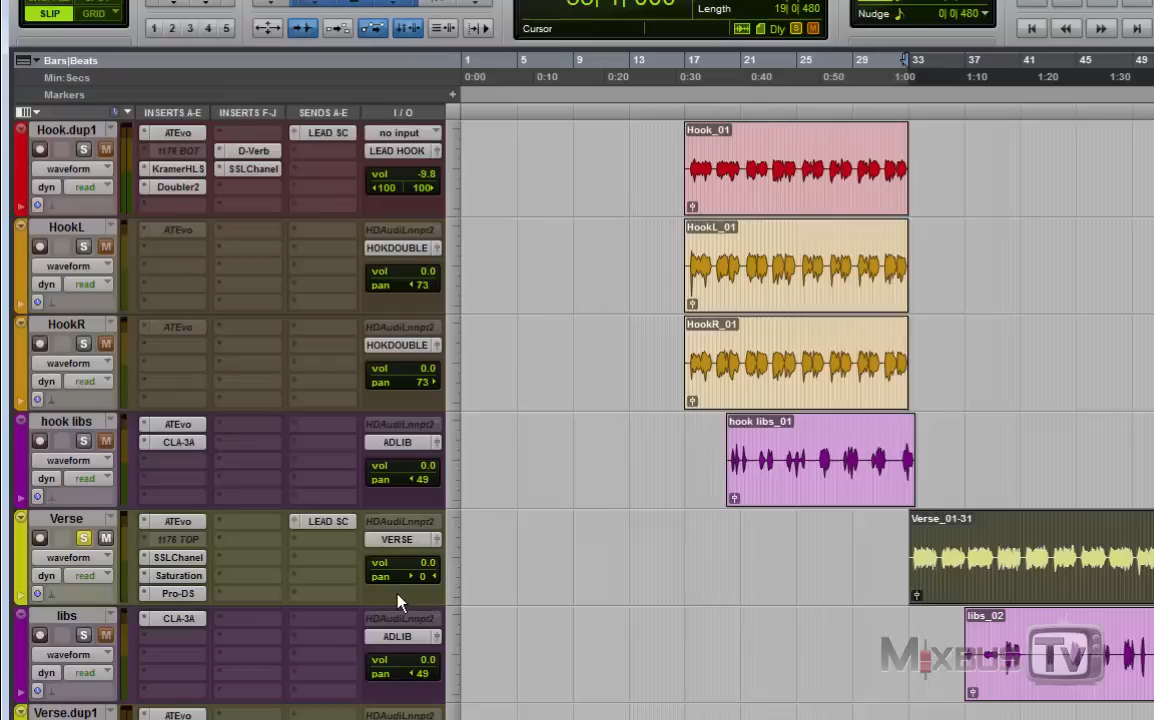 SLIP GRID
Length 19| 0| 480
Cursor Dly S M
Nudge 0| 0| 480
1 2 3 4 5
Bars|Beats 1 5 9 13 17 21 25 29 33 37 41 45 49
Min:Secs 0:00 0:10 0:20 0:30 0:40 0:50 1:00 1:10 1:20 1:30
Markers
INSERTS A-E INSERTS F-J SENDS A-E I / O
Hook.dup1 ATEvo LEAD SC no input Hook_01
S M 1176 BOT D-Verb LEAD HOOK
waveform KramerHLS SSLChanel vol -9.8
dyn read Doubler2 100 100
HookL ATEvo HookL_01
S M HOKDOUBLE
waveform vol 0.0
dyn read pan 73
HookR ATEvo HookR_01
S M HOKDOUBLE
waveform vol 0.0
dyn read pan 73
hook libs ATEvo hook libs_01
S M CLA-3A ADLIB
waveform vol 0.0
dyn read pan 49
Verse ATEvo LEAD SC Verse_01-31
S M 1176 TOP VERSE
waveform SSLChanel vol 0.0
dyn read Saturation pan 0
Pro-DS
libs CLA-3A libs_02
S M ADLIB
waveform vol 0.0
dyn read pan 49
MixBus Tv
Verse.dup1 ATEvo